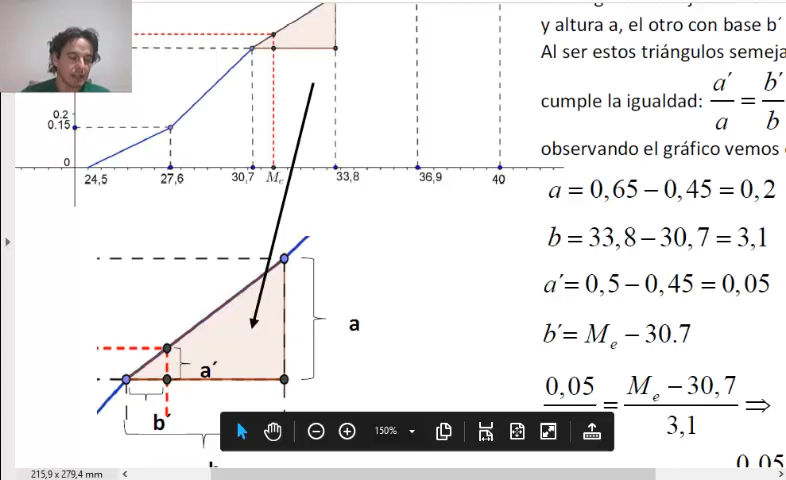 y altura a, el otro con base b´
Al ser estos triángulos
cumple la igualdad: a´/a = b´/b
observando el gráfico vemos
a = 0,65 – 0,45 = 0,2
b = 33,8 – 30,7 = 3,1
a´= 0,5 – 0,45 = 0,05
b´= Me – 30.7
0,05 = Me – 30,7 ⇒
3,1
0.05
0.2
0.15
0
24,5 27,6 30,7 Me 33,8 36,9 40
a
a´
b´
150%
215,9 x 279,4 mm